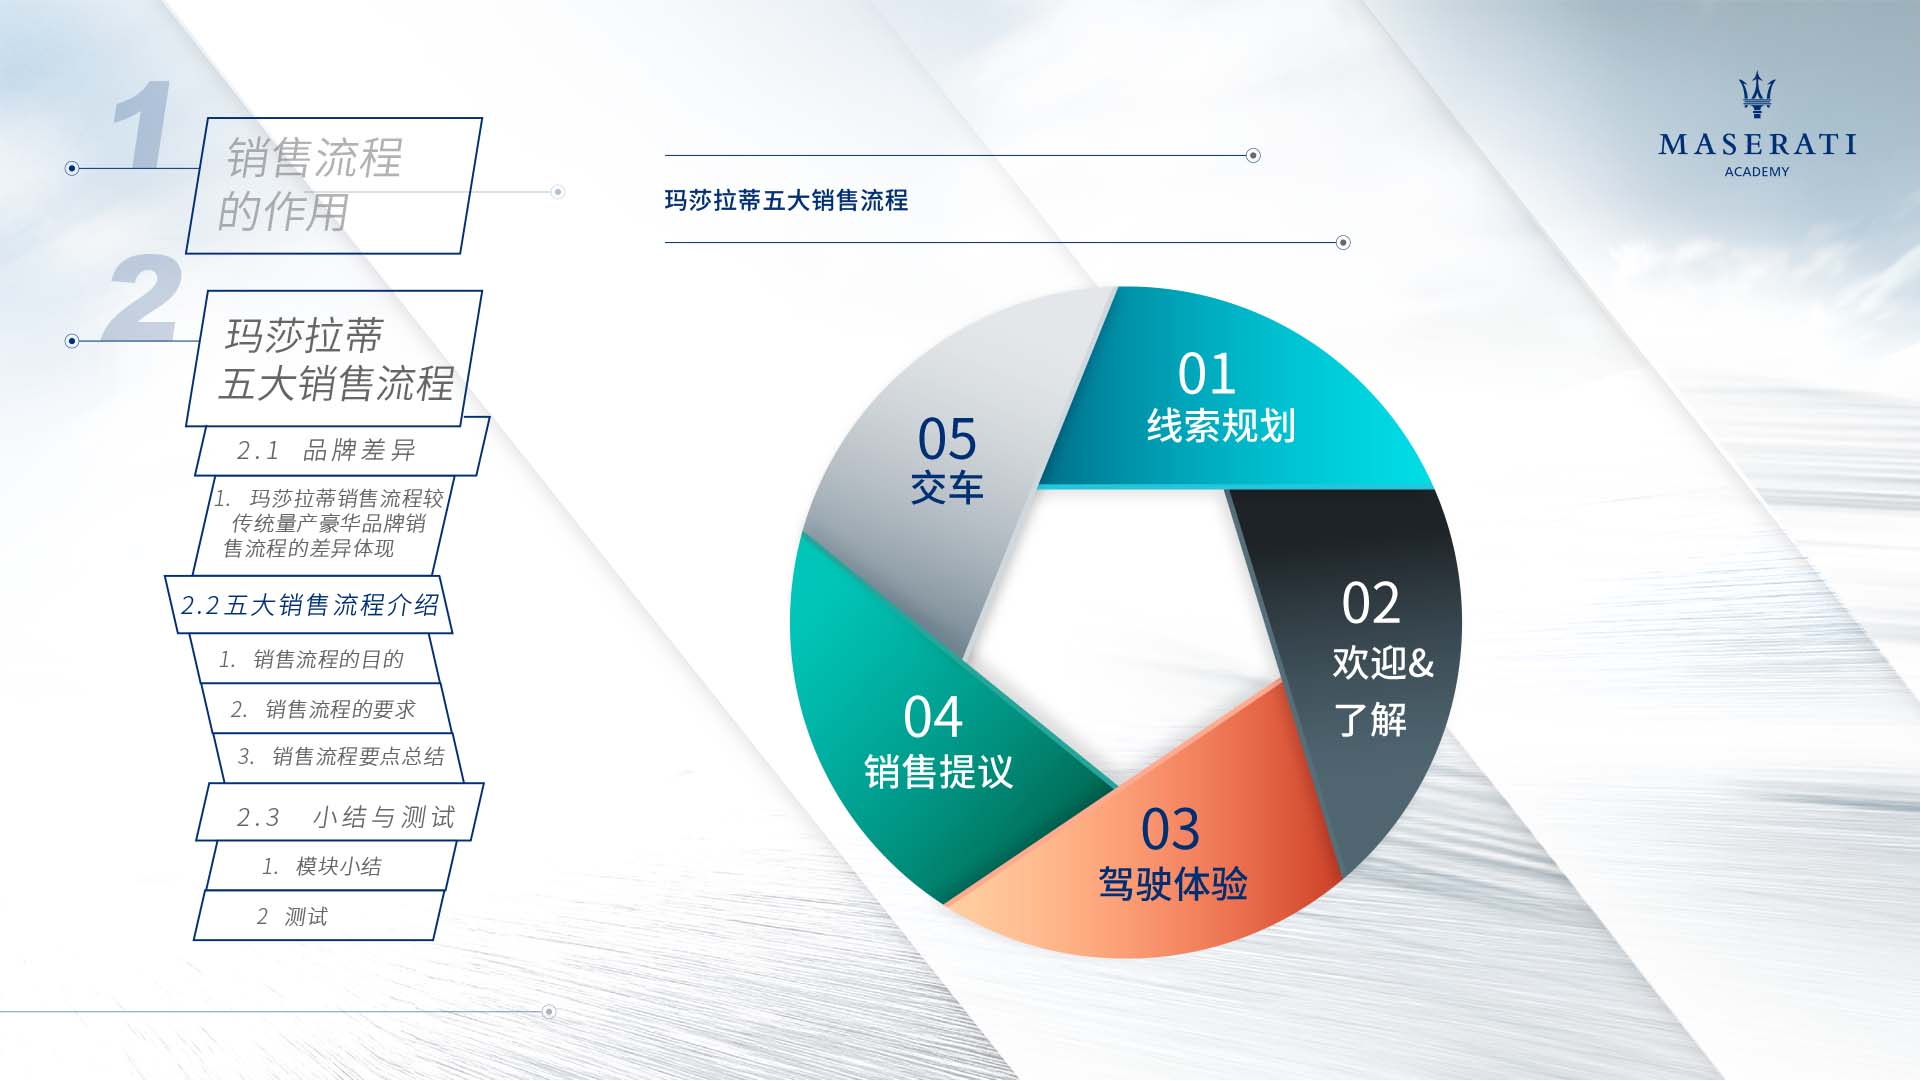 1
销售流程
的作用
2
玛莎拉蒂
五大销售流程
2.1 品牌差异
1. 玛莎拉蒂销售流程较
传统量产豪华品牌销
售流程的差异体现
2.2五大销售流程介绍
1. 销售流程的目的
2. 销售流程的要求
3. 销售流程要点总结
2.3 小结与测试
1. 模块小结
2 测试
玛莎拉蒂五大销售流程
01
线索规划
02
欢迎&
了解
03
驾驶体验
04
销售提议
05
交车
MASERATI
ACADEMY